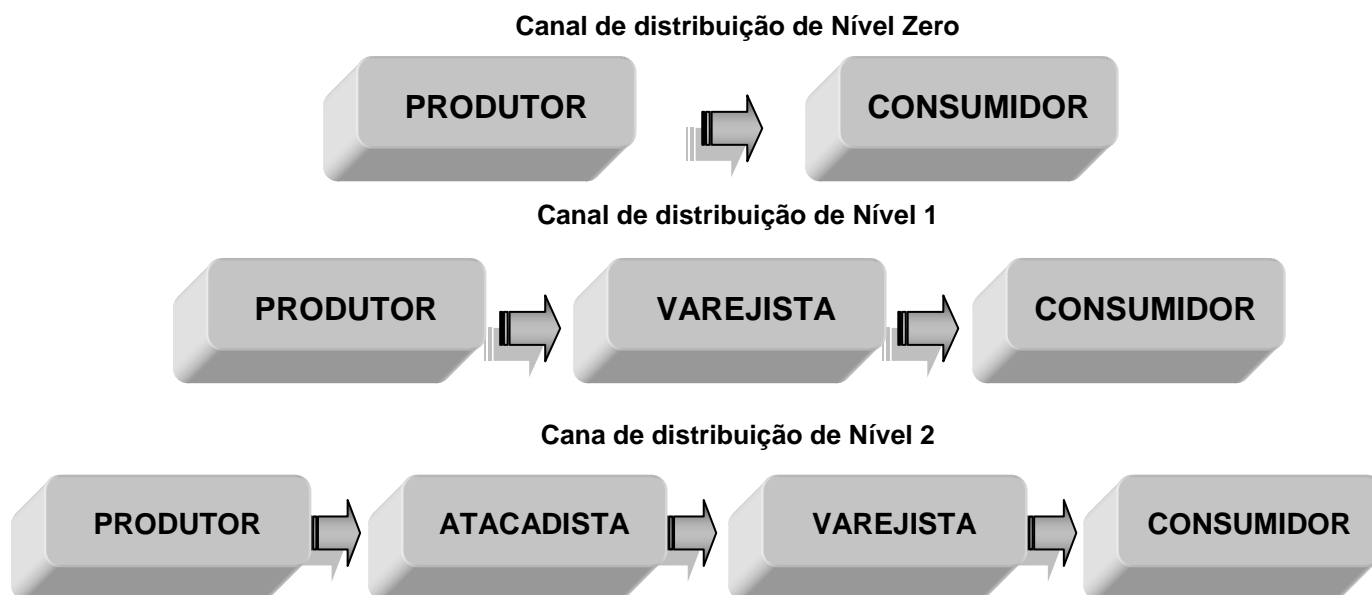 Canal de distribuição de Nível Zero
PRODUTOR CONSUMIDOR
Canal de distribuição de Nível 1
PRODUTOR VAREJISTA CONSUMIDOR
Cana de distribuição de Nível 2
PRODUTOR ATACADISTA VAREJISTA CONSUMIDOR